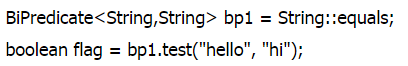 BiPredicate<String,String> bp1 = String::equals;
boolean flag = bp1.test("hello", "hi");